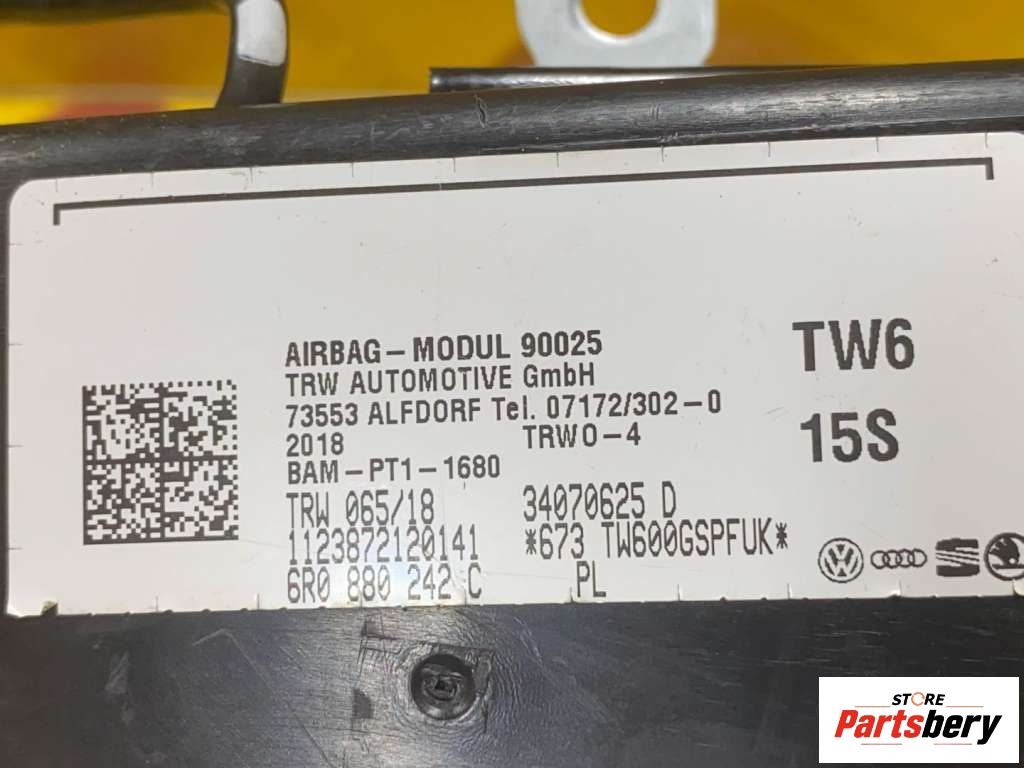 AIRBAG-MODUL 90025
TRW AUTOMOTIVE GmbH
73553 ALFDORF Tel. 07172/302-0
2018 TRWO-4
BAM-PT1-1680
TRW 065/18 34070625 D
1123872120141 *673 TW600GSPFUK*
6R0 880 242 C PL
TW6
15S
STORE
Partsbery